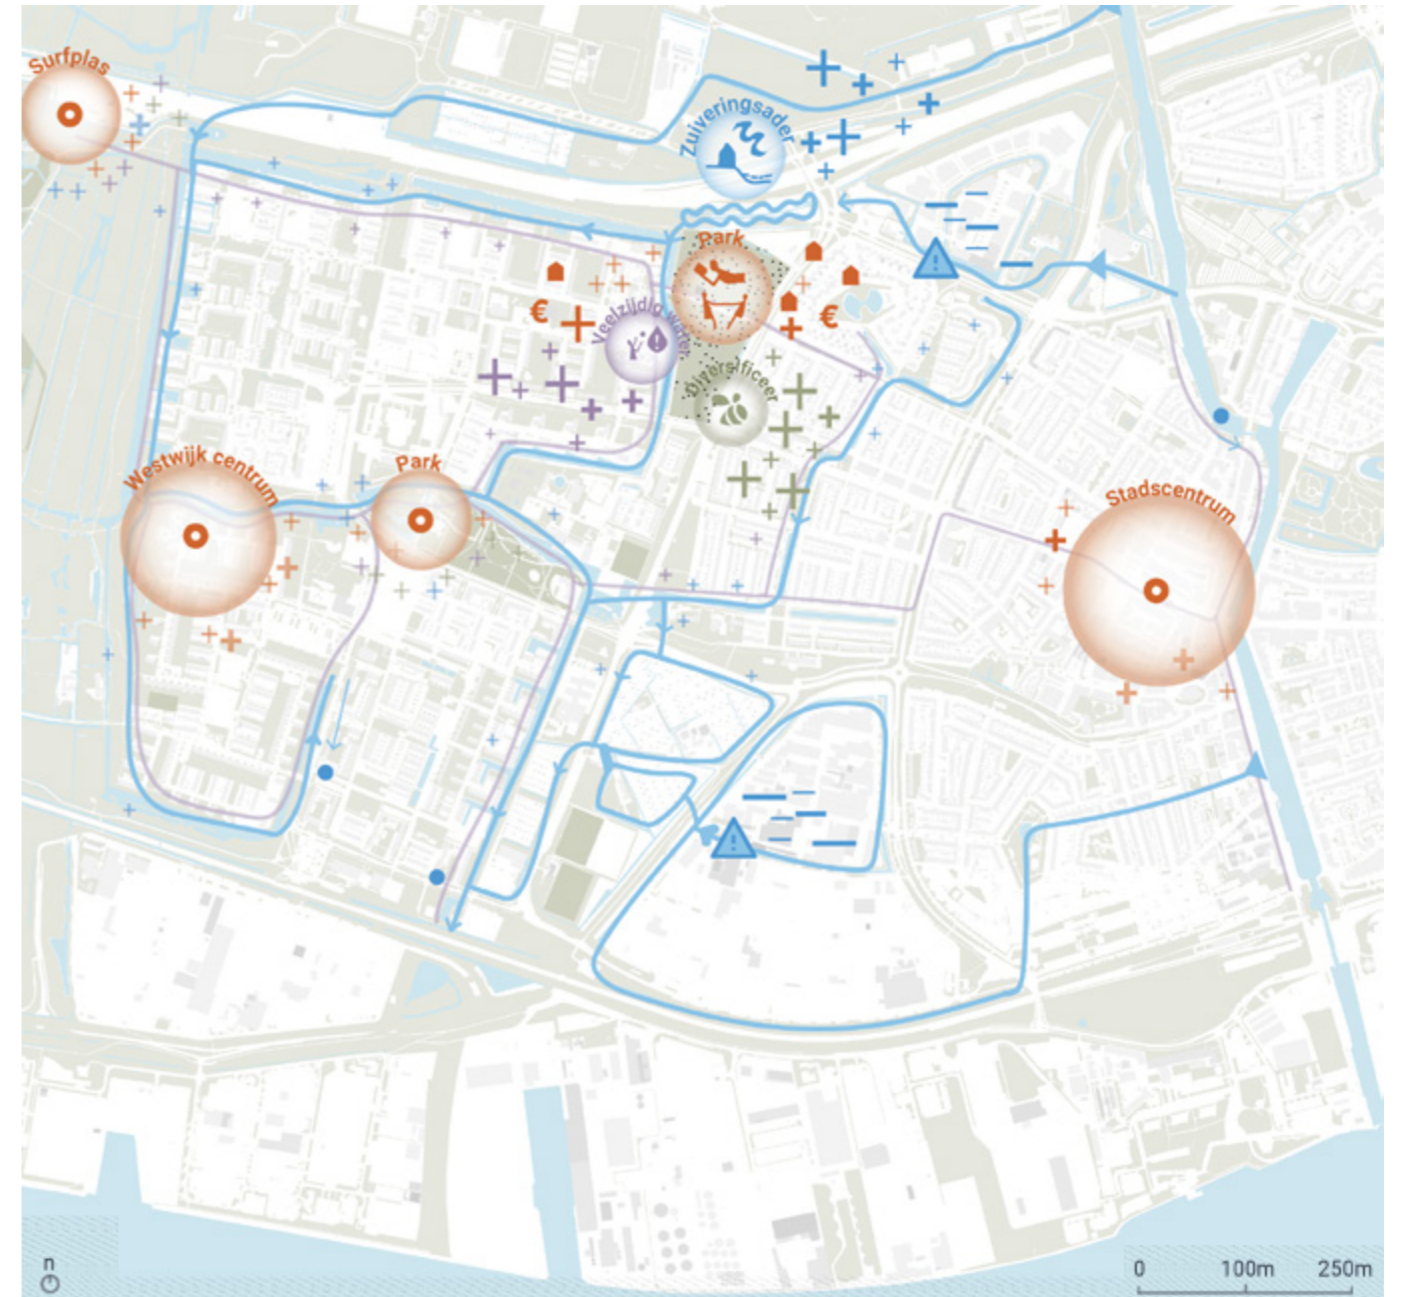 Surfplas
Zuiveringsader
Park
€
€
Veelzijdig water
Diversificeer
Westwijk centrum
Park
Stadscentrum
n
0 100m 250m